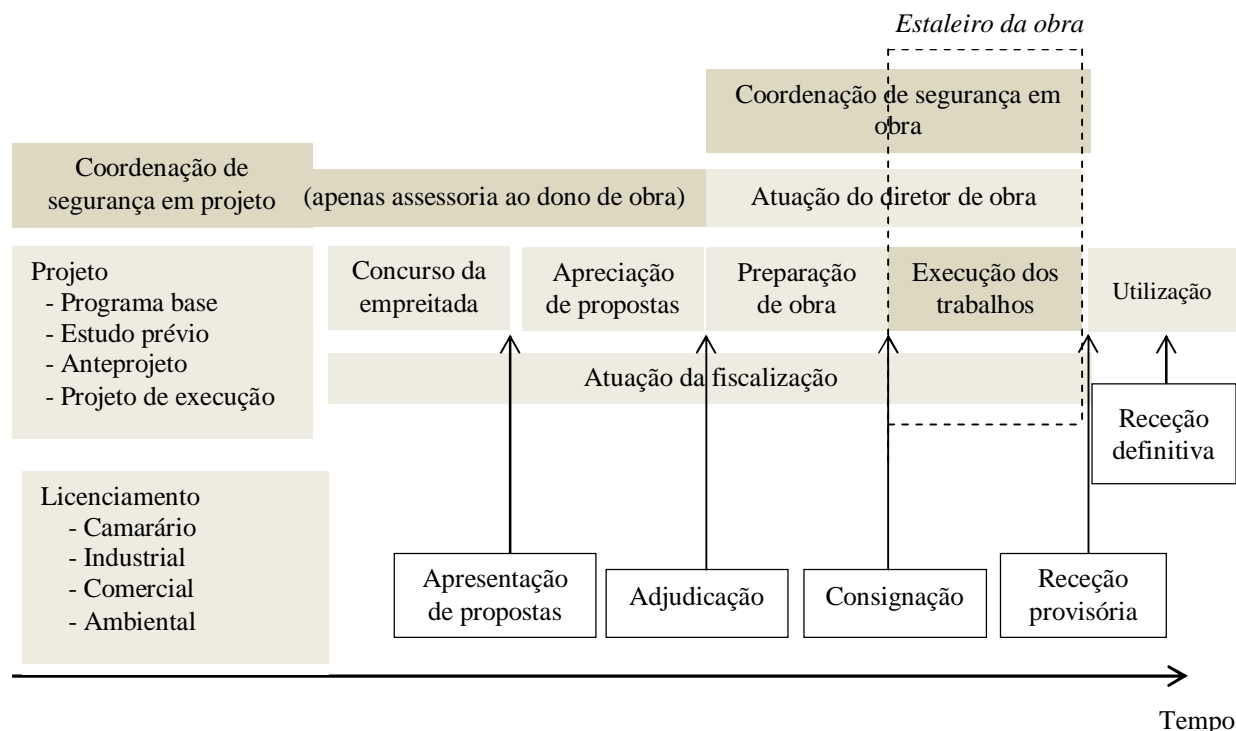 Estaleiro da obra
Coordenação de segurança em
obra
Coordenação de
segurança em projeto
(apenas assessoria ao dono de obra)
Atuação do diretor de obra
Projeto
- Programa base
- Estudo prévio
- Anteprojeto
- Projeto de execução
Concurso da
empreitada
Apreciação
de propostas
Preparação
de obra
Execução dos
trabalhos
Utilização
Atuação da fiscalização
Receção
definitiva
Licenciamento
- Camarário
- Industrial
- Comercial
- Ambiental
Apresentação
de propostas
Adjudicação
Consignação
Receção
provisória
Tempo